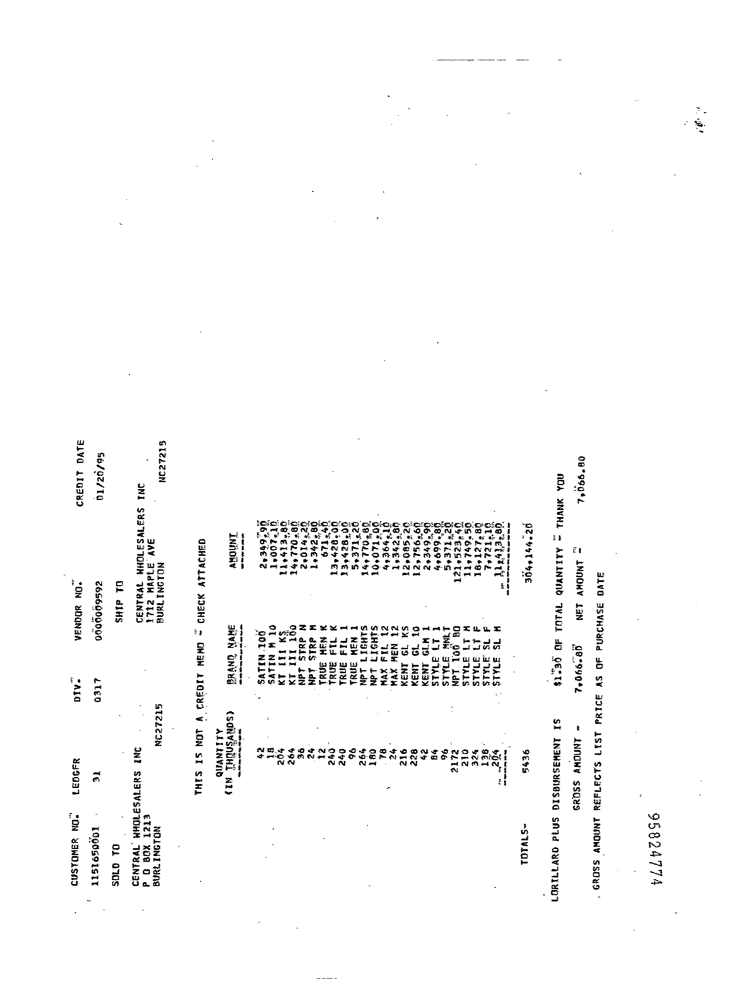 CUSTOMER NO. LEDGER DIV. VENDOR NO. CREDIT DATE
1151650001 31 0317 0000009592 01/20/95
SOLD TO SHIP TO
CENTRAL WHOLESALERS INC CENTRAL WHOLESALERS INC
P O BOX 1213 1712 MAPLE AVE
BURLINGTON NC27215 BURLINGTON NC27215
THIS IS NOT A CREDIT MEMO - CHECK ATTACHED
QUANTITY
(IN THOUSANDS) BRAND NAME AMOUNT
42 SATIN 100 2,349.90
18 SATIN M 10 1,007.10
204 KT III KS 11,413.80
264 KT III 100 14,770.80
36 NPT STRP N 2,014.20
24 NPT STRP M 1,342.80
12 TRUE MEN K 671.40
240 TRUE FIL K 13,428.00
240 TRUE FIL 1 13,428.00
96 TRUE MEN 1 5,371.20
264 NPT LIGHTS 14,770.80
180 NPT LIGHTS 10,071.00
78 MAX FIL 12 4,364.10
24 MAX MEN 12 1,342.80
216 KENT GL KS 12,085.20
228 KENT GL 10 12,756.60
42 KENT GLM 1 2,349.90
84 STYLE LT 1 4,699.80
96 STYLE MNLT 5,371.20
2172 NPT 100 BO 121,523.40
210 STYLE LT M 11,749.50
324 STYLE LT F 18,127.80
138 STYLE SL F 7,721.10
204 STYLE SL M 11,413.80
TOTALS- 5436 304,144.20
LORILLARD PLUS DISBURSEMENT IS $1.30 OF TOTAL QUANTITY - THANK YOU
GROSS AMOUNT - 7,066.80 NET AMOUNT - 7,066.80
GROSS AMOUNT REFLECTS LIST PRICE AS OF PURCHASE DATE
95824774